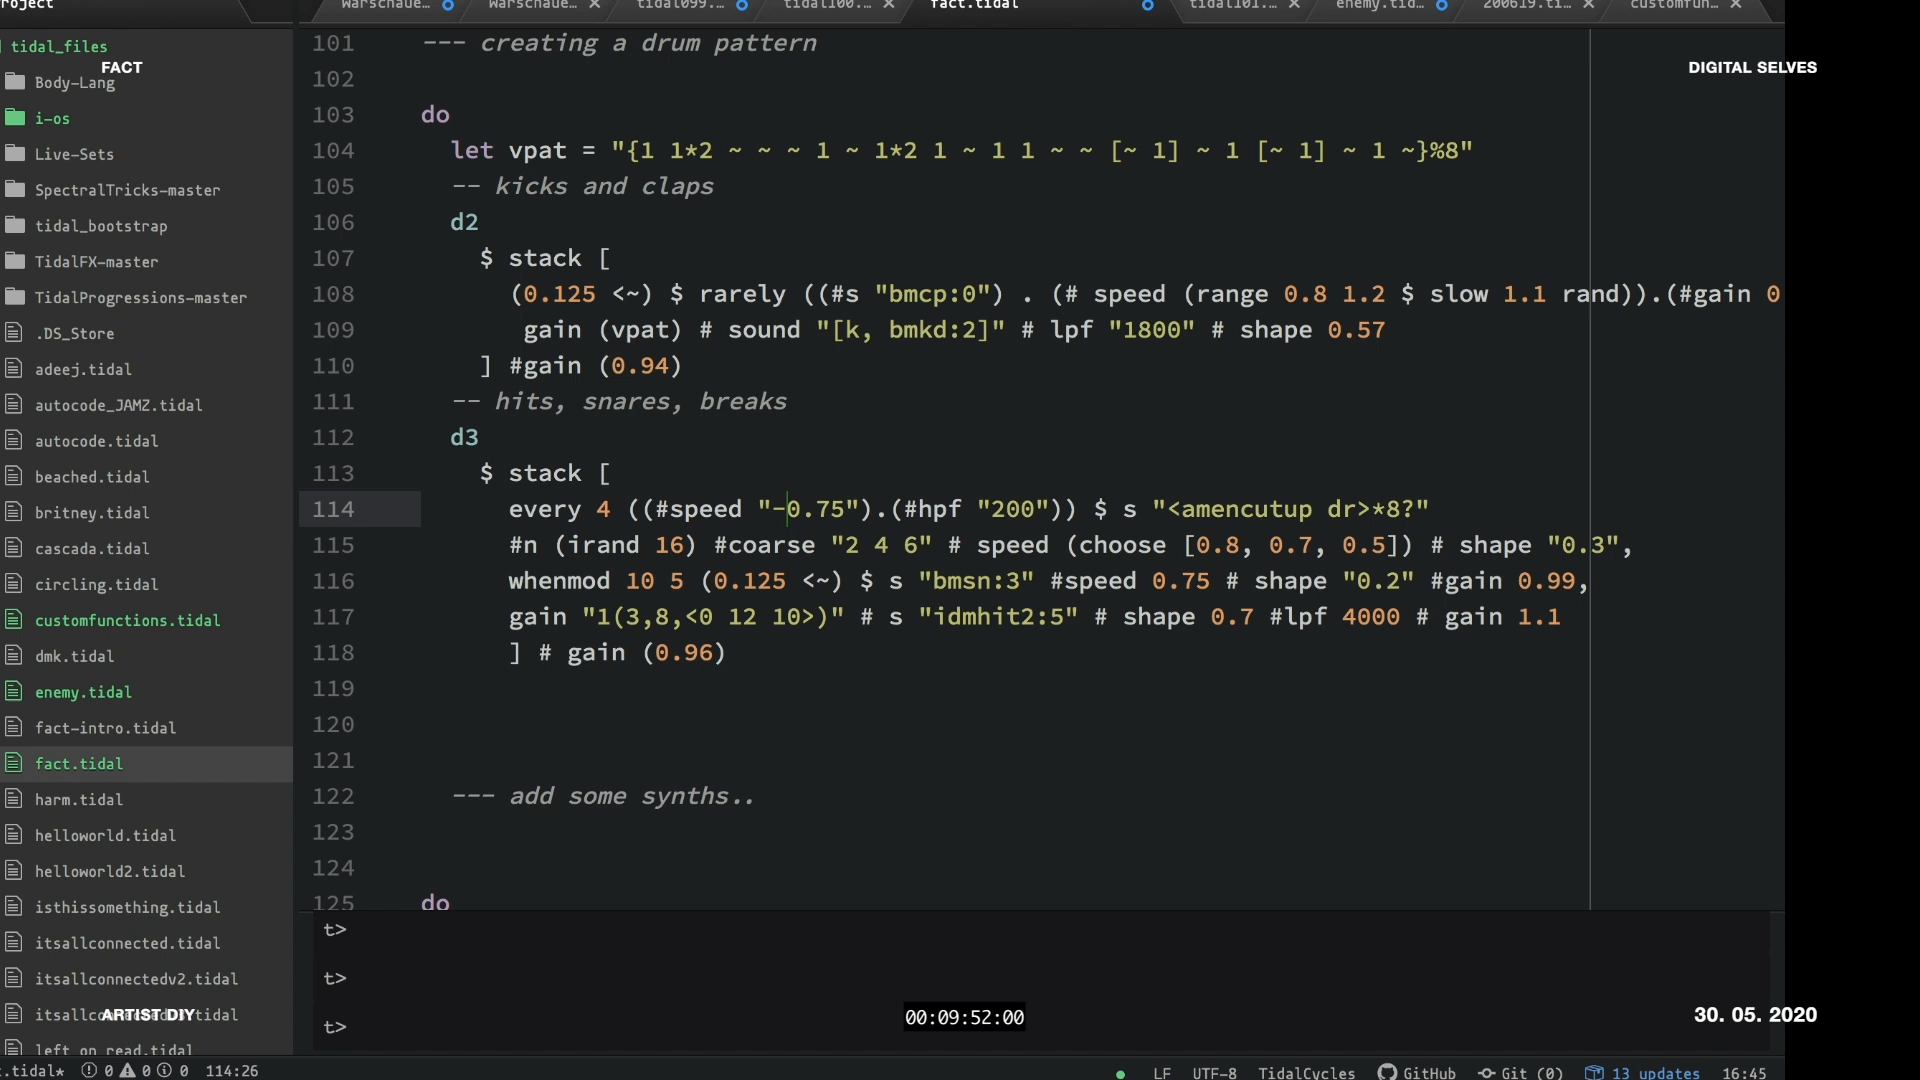 roject
Warschaue…
Warschaue…
tidal099.…
tidal100.…
fact.tidal
tidal101.…
enemy.tid…
200619.ti…
customfun…
FACT
DIGITAL SELVES
tidal_files
Body-Lang
i-os
Live-Sets
SpectralTricks-master
tidal_bootstrap
TidalFX-master
TidalProgressions-master
.DS_Store
adeej.tidal
autocode_JAMZ.tidal
autocode.tidal
beached.tidal
britney.tidal
cascada.tidal
circling.tidal
customfunctions.tidal
dmk.tidal
enemy.tidal
fact-intro.tidal
fact.tidal
harm.tidal
helloworld.tidal
helloworld2.tidal
isthissomething.tidal
itsallconnected.tidal
itsallconnectedv2.tidal
ARTIST DIY
left_on_read.tidal
101 --- creating a drum pattern
102
103 do
104 let vpat = "{1 1*2 ~ ~ ~ 1 ~ 1*2 1 ~ 1 1 ~ ~ [~ 1] ~ 1 [~ 1] ~ 1 ~}%8"
105 -- kicks and claps
106 d2
107 $ stack [
108 (0.125 <~) $ rarely ((#s "bmcp:0") . (# speed (range 0.8 1.2 $ slow 1.1 rand)).(#gain 0
109 gain (vpat) # sound "[k, bmkd:2]" # lpf "1800" # shape 0.57
110 ] #gain (0.94)
111 -- hits, snares, breaks
112 d3
113 $ stack [
114 every 4 ((#speed "-0.75").(#hpf "200")) $ s "<amencutup dr>*8?"
115 #n (irand 16) #coarse "2 4 6" # speed (choose [0.8, 0.7, 0.5]) # shape "0.3",
116 whenmod 10 5 (0.125 <~) $ s "bmsn:3" #speed 0.75 # shape "0.2" #gain 0.99,
117 gain "1(3,8,<0 12 10>)" # s "idmhit2:5" # shape 0.7 #lpf 4000 # gain 1.1
118 ] # gain (0.96)
119
120
121
122 --- add some synths..
123
124
125 do
t>
t>
t>
00:09:52:00
30. 05. 2020
.tidal* 0 0 0 114:26
LF UTF-8 TidalCycles GitHub Git (0) 13 updates 16:45